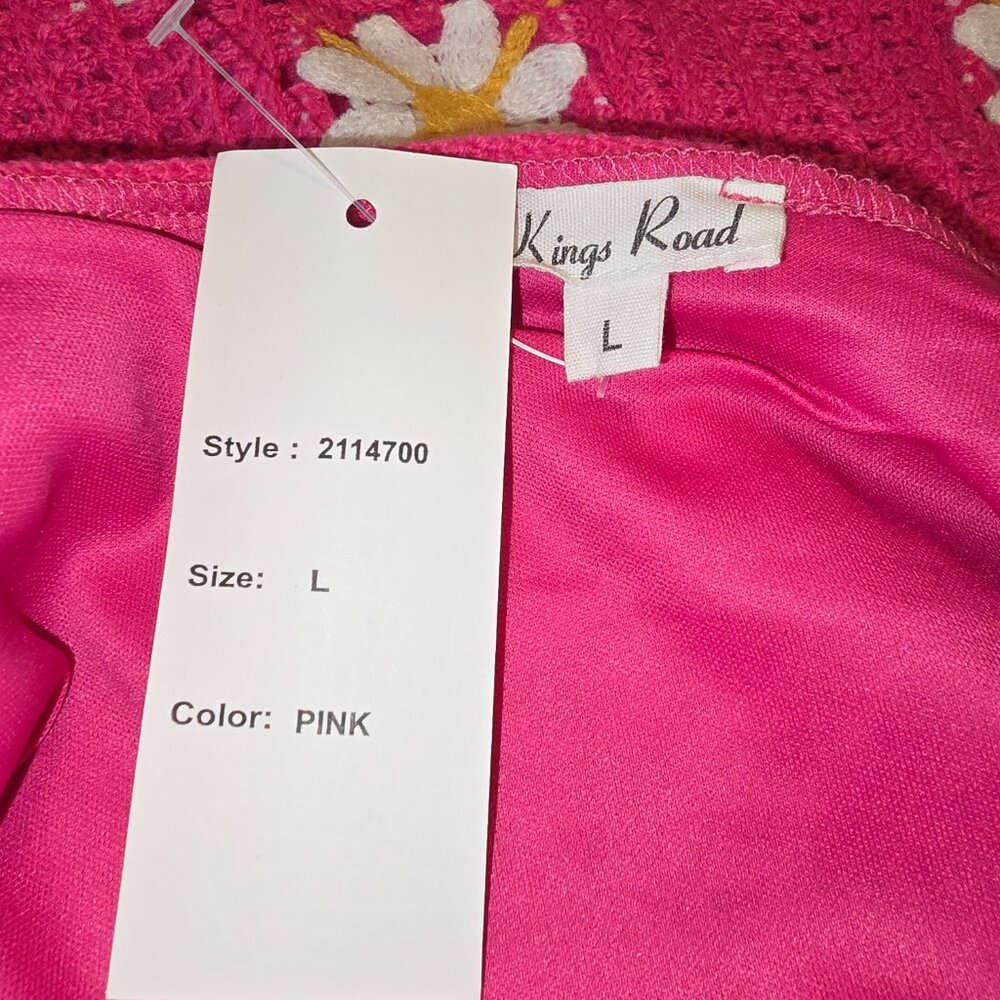 Kings Road
L
Style : 2114700
Size: L
Color: PINK